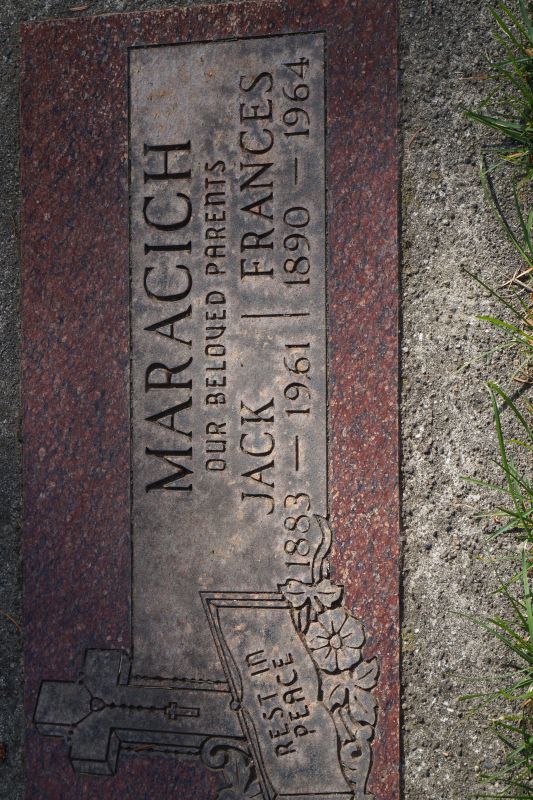 MARACICH
OUR BELOVED PARENTS
JACK | FRANCES
1883 — 1961 | 1890 — 1964
REST IN
PEACE